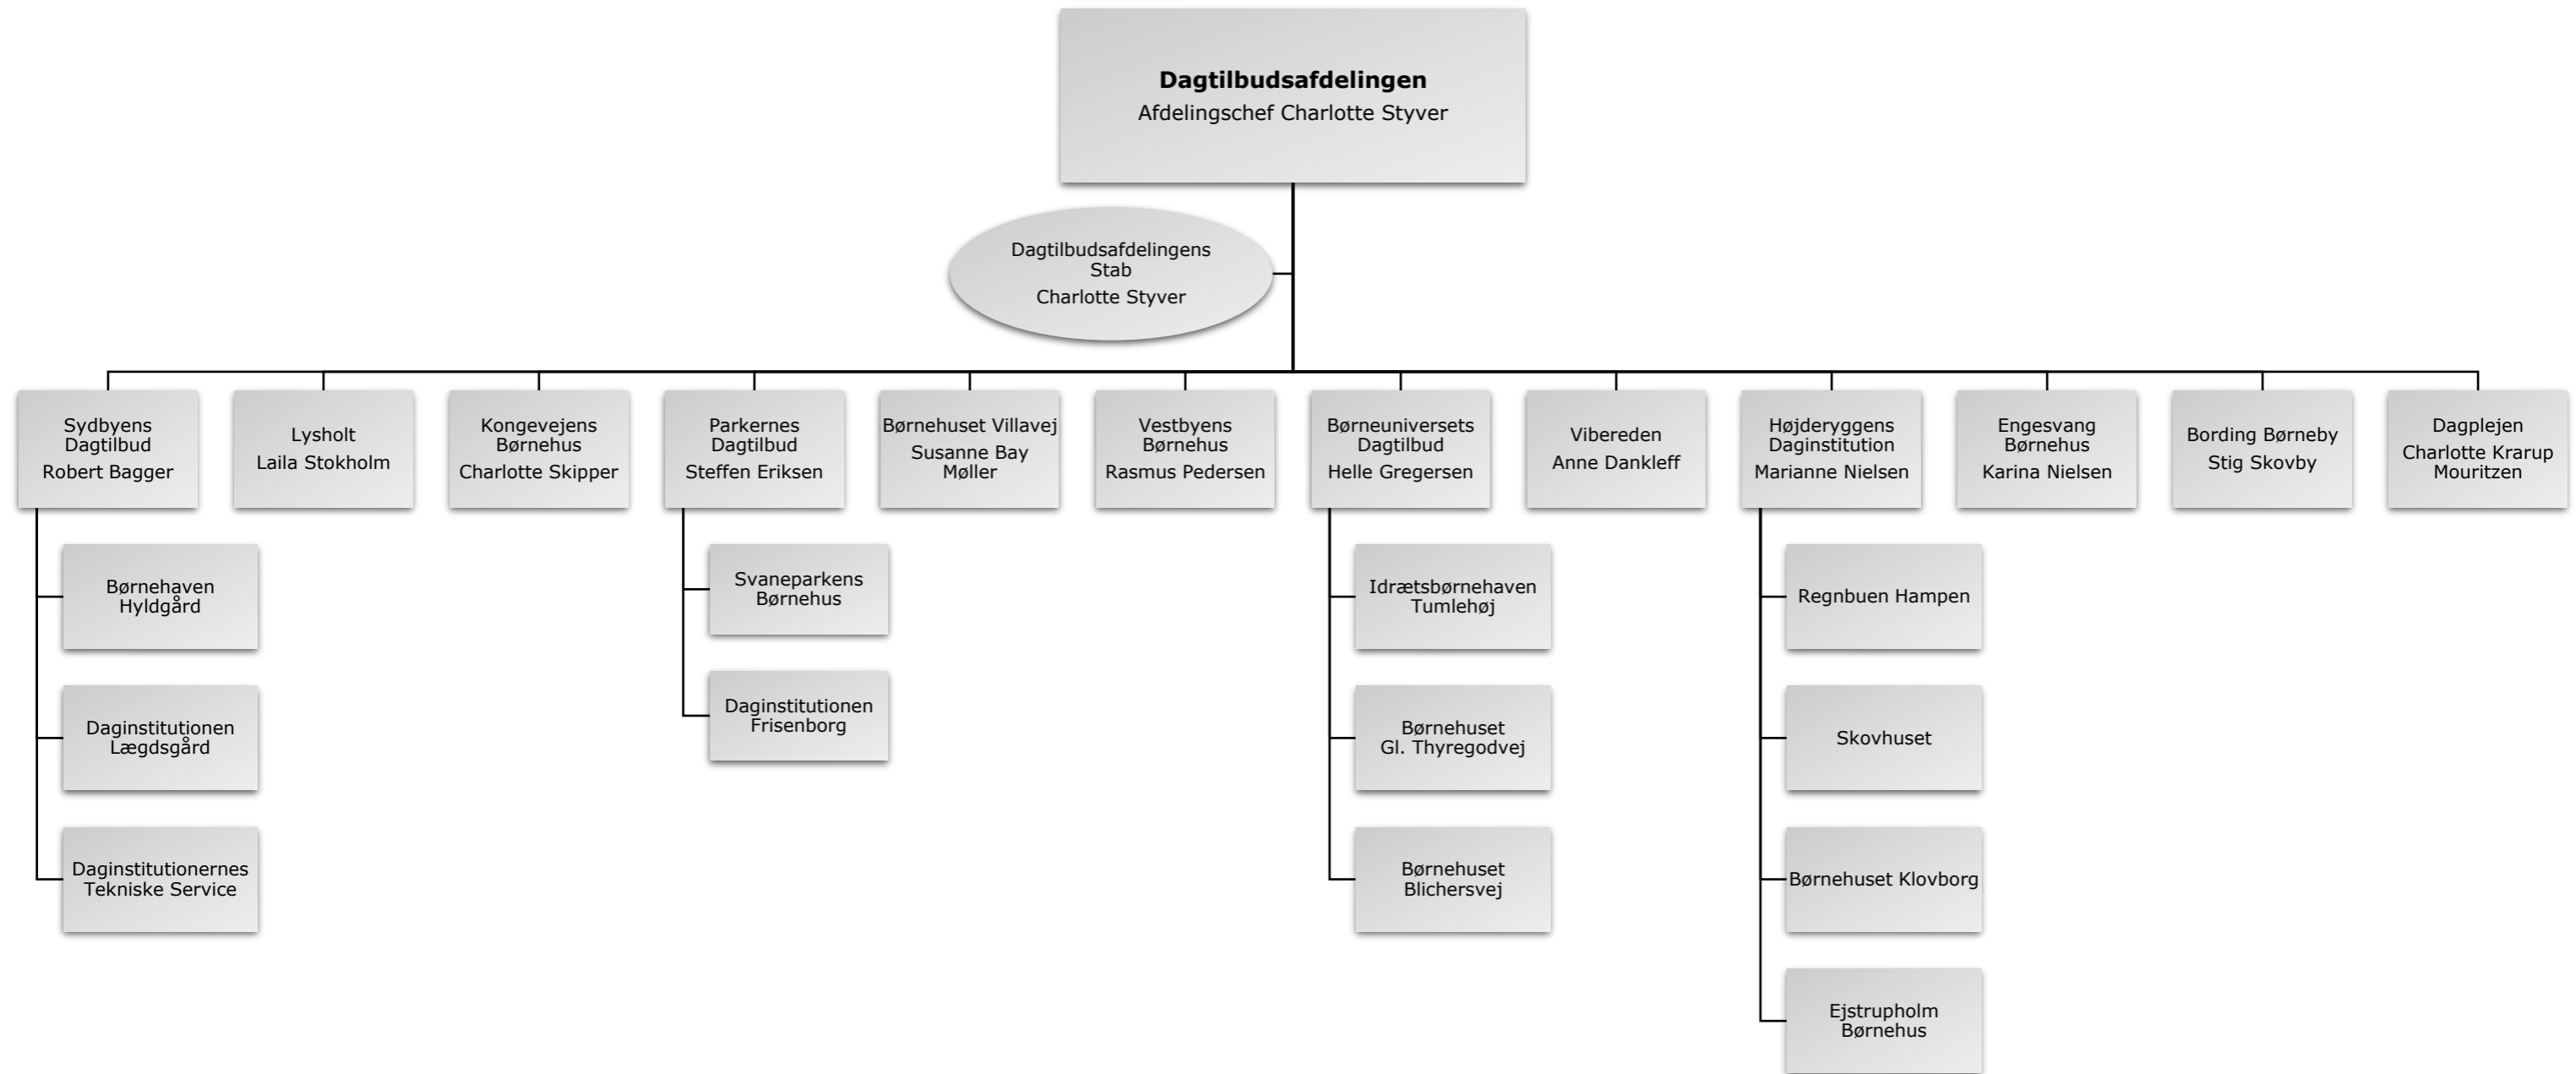 Dagtilbudsafdelingen
Afdelingschef Charlotte Styver
Dagtilbudsafdelingens
Stab
Charlotte Styver
Sydbyens
Dagtilbud
Robert Bagger
Lysholt
Laila Stokholm
Kongevejens
Børnehus
Charlotte Skipper
Parkernes
Dagtilbud
Steffen Eriksen
Børnehuset Villavej
Susanne Bay
Møller
Vestbyens
Børnehus
Rasmus Pedersen
Børneuniversets
Dagtilbud
Helle Gregersen
Vibereden
Anne Dankleff
Højderyggens
Daginstitution
Marianne Nielsen
Engesvang
Børnehus
Karina Nielsen
Bording Børneby
Stig Skovby
Dagplejen
Charlotte Krarup
Mouritzen
Børnehaven
Hyldgård
Daginstitutionen
Lægdsgård
Daginstitutionernes
Tekniske Service
Svaneparkens
Børnehus
Daginstitutionen
Frisenborg
Idrætsbørnehaven
Tumlehøj
Børnehuset
Gl. Thyregodvej
Børnehuset
Blichersvej
Regnbuen Hampen
Skovhuset
Børnehuset Klovborg
Ejstrupholm
Børnehus